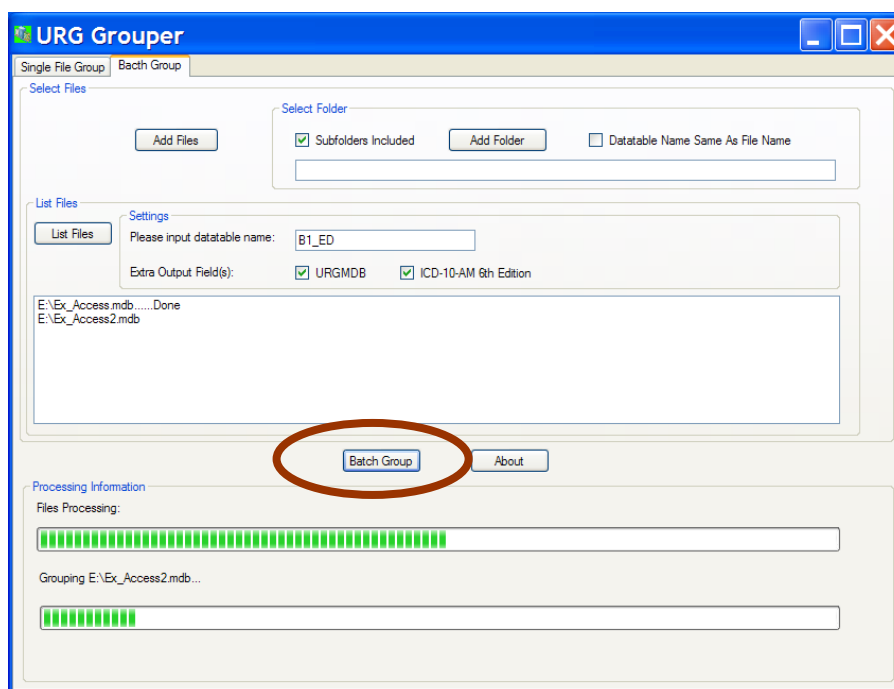 URG Grouper
Single File Group Bacth Group
Select Files
Select Folder
Add Files Subfolders Included Add Folder Datatable Name Same As File Name
List Files
Settings
List Files Please input datatable name: B1_ED
Extra Output Field(s): URGMDB ICD-10-AM 6th Edition
E:\Ex_Access.mdb......Done
E:\Ex_Access2.mdb
Batch Group About
Processing Information
Files Processing:
Grouping E:\Ex_Access2.mdb...